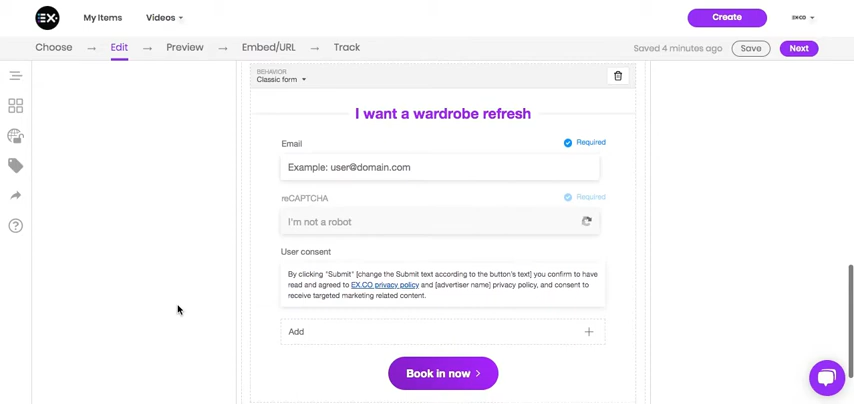 EX. My Items Videos Create EX.CO
Choose → Edit → Preview → Embed/URL → Track Saved 4 minutes ago Save Next
BEHAVIOR
Classic form
I want a wardrobe refresh
Email Required
Example: user@domain.com
reCAPTCHA Required
I'm not a robot
User consent
By clicking "Submit" [change the Submit text according to the button's text] you confirm to have
read and agreed to EX.CO privacy policy and [advertiser name] privacy policy, and consent to
receive targeted marketing related content.
Add
Book in now